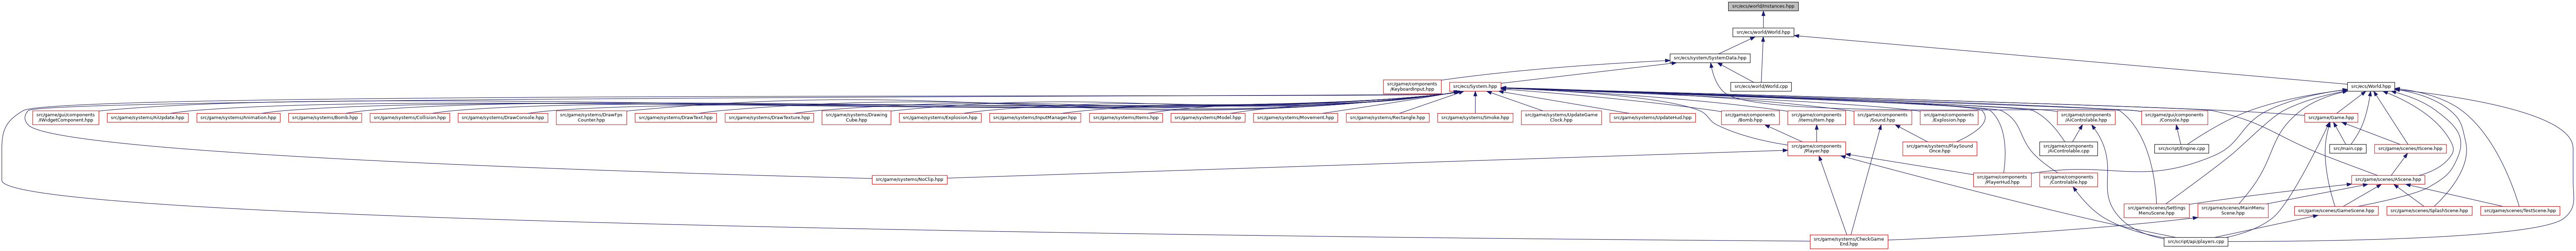 src/ecs/world/Instances.hpp
src/ecs/world/World.hpp
src/ecs/system/SystemData.hpp
src/game/components
/KeyboardInput.hpp
src/ecs/System.hpp
src/ecs/world/World.cpp
src/ecs/World.hpp
src/game/gui/components
/IWidgetComponent.hpp
src/game/systems/AiUpdate.hpp
src/game/systems/Animation.hpp
src/game/systems/Bomb.hpp
src/game/systems/Collision.hpp
src/game/systems/DrawConsole.hpp
src/game/systems/DrawFps
Counter.hpp
src/game/systems/DrawText.hpp
src/game/systems/DrawTexture.hpp
src/game/systems/Drawing
Cube.hpp
src/game/systems/Explosion.hpp
src/game/systems/InputManager.hpp
src/game/systems/Items.hpp
src/game/systems/Model.hpp
src/game/systems/Movement.hpp
src/game/systems/Rectangle.hpp
src/game/systems/Smoke.hpp
src/game/systems/UpdateGame
Clock.hpp
src/game/systems/UpdateHud.hpp
src/game/components
/Bomb.hpp
src/game/components
/items/Item.hpp
src/game/components
/Sound.hpp
src/game/components
/Explosion.hpp
src/game/components
/AiControlable.hpp
src/game/gui/components
/Console.hpp
src/game/Game.hpp
src/game/components
/Player.hpp
src/game/systems/PlaySound
Once.hpp
src/game/components
/AiControlable.cpp
src/script/Engine.cpp
src/main.cpp
src/game/scenes/IScene.hpp
src/game/systems/NoClip.hpp
src/game/components
/PlayerHud.hpp
src/game/components
/Controlable.hpp
src/game/scenes/AScene.hpp
src/game/scenes/Settings
MenuScene.hpp
src/game/scenes/MainMenu
Scene.hpp
src/game/scenes/GameScene.hpp
src/game/scenes/SplashScene.hpp
src/game/scenes/TestScene.hpp
src/game/systems/CheckGame
End.hpp
src/script/api/players.cpp